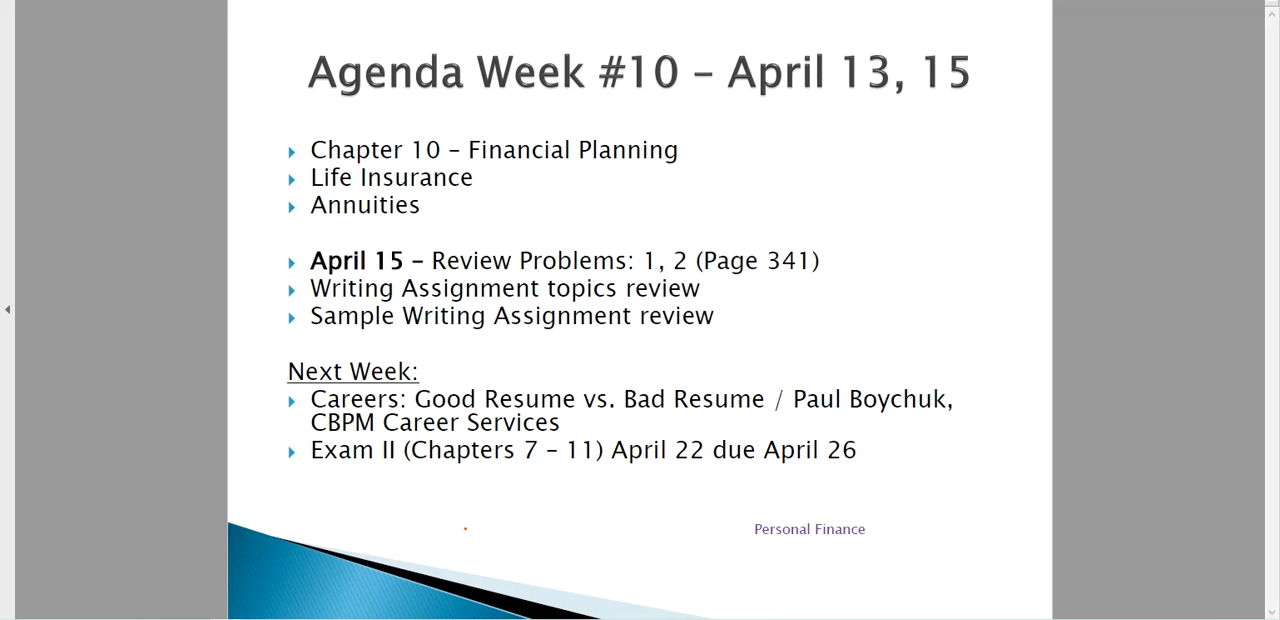 Agenda Week #10 – April 13, 15
Chapter 10 – Financial Planning
Life Insurance
Annuities
April 15 – Review Problems: 1, 2 (Page 341)
Writing Assignment topics review
Sample Writing Assignment review
Next Week:
Careers: Good Resume vs. Bad Resume / Paul Boychuk,
CBPM Career Services
Exam II (Chapters 7 – 11) April 22 due April 26
Personal Finance